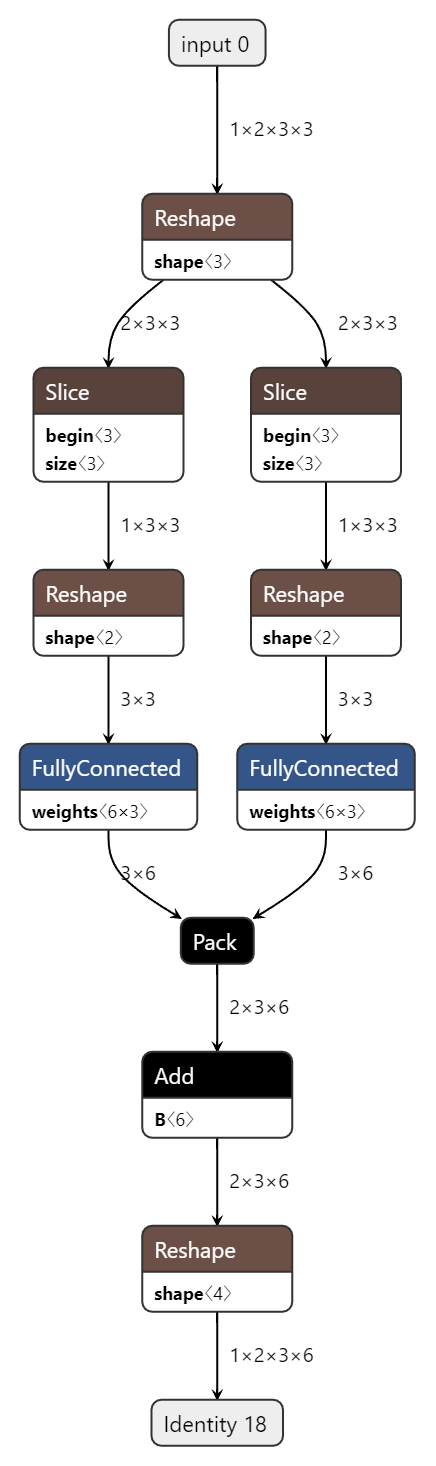 input 0
1×2×3×3
Reshape
shape〈3〉
2×3×3
2×3×3
Slice
begin〈3〉
size〈3〉
Slice
begin〈3〉
size〈3〉
1×3×3
1×3×3
Reshape
shape〈2〉
Reshape
shape〈2〉
3×3
3×3
FullyConnected
weights〈6×3〉
FullyConnected
weights〈6×3〉
3×6
3×6
Pack
2×3×6
Add
B〈6〉
2×3×6
Reshape
shape〈4〉
1×2×3×6
Identity 18